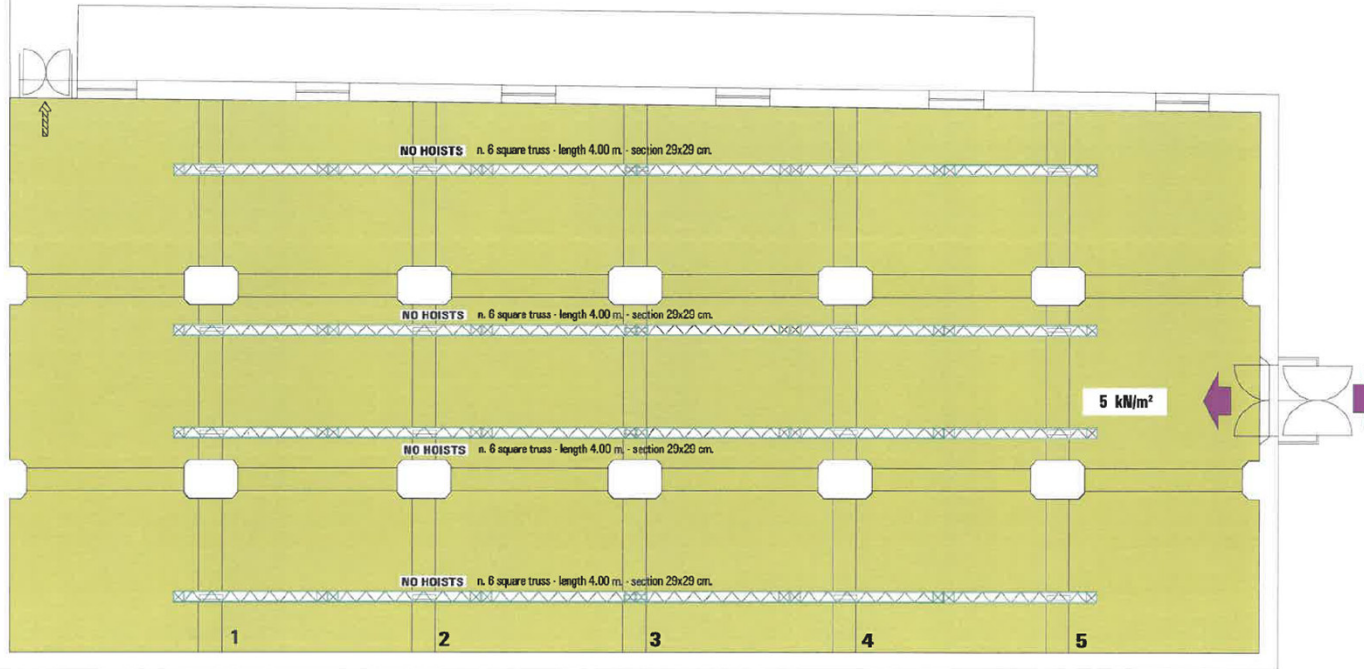 NO HOISTS n. 6 square truss - length 4.00 m. - section 29x29 cm.
NO HOISTS n. 6 square truss - length 4.00 m. - section 29x29 cm.
5 kN/m²
NO HOISTS n. 6 square truss - length 4.00 m. - section 29x29 cm.
NO HOISTS n. 6 square truss - length 4.00 m. - section 29x29 cm.
1 2 3 4 5